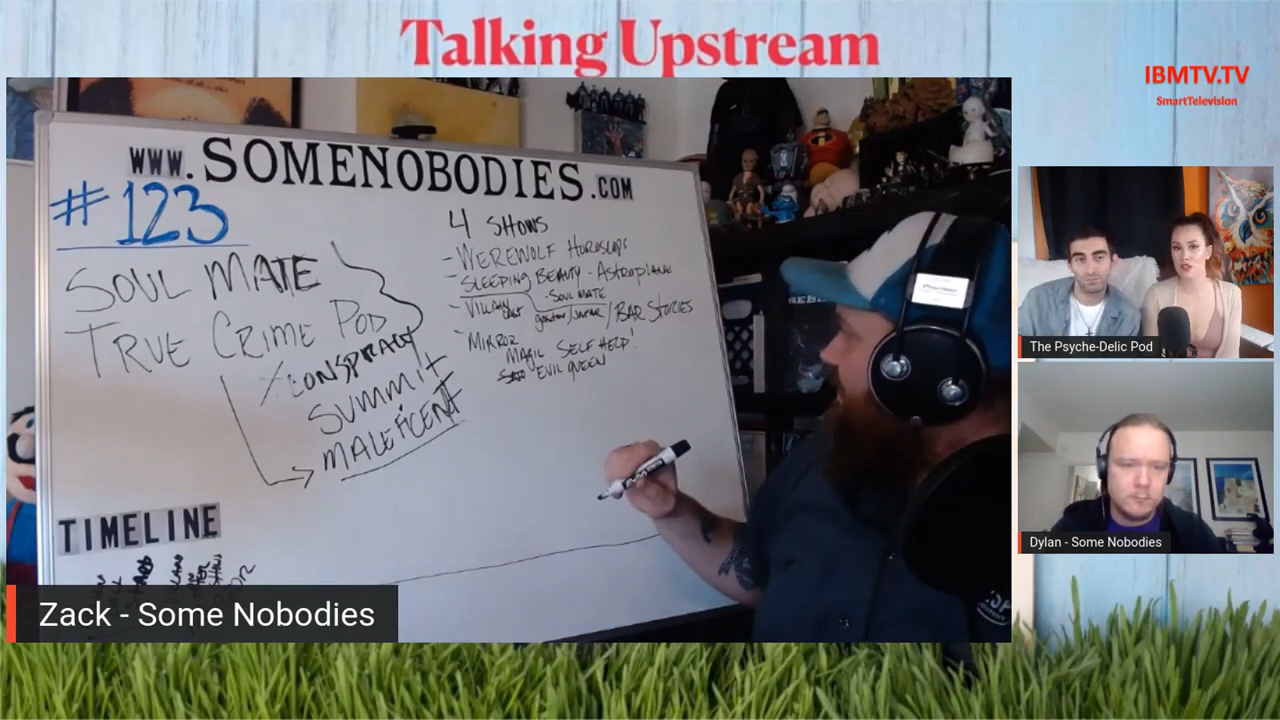 Talking Upstream
IBMTV.TV
SmartTelevision
WWW.SOMENOBODIES.COM
#123
SOUL MATE
TRUE CRIME POD
CONSPIRACY
SUMMIT
MALEFICENT
4 SHOWS
- WEREWOLF HOROSCOPS
- SLEEPING BEAUTY - ASTROPLANE
- VILLAIN
· SOUL MATE
/ BAR STORIES
- MIRROR
MAGIC SELF HELP!
EVIL QUEEN
TIMELINE
Zack - Some Nobodies
The Psyche-Delic Pod
Dylan - Some Nobodies